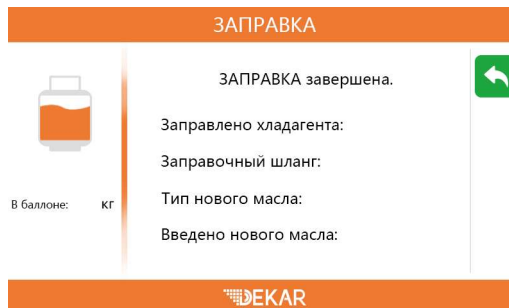 ЗАПРАВКА
ЗАПРАВКА завершена.
Заправлено хладагента:
Заправочный шланг:
Тип нового масла:
Введено нового масла:
В баллоне: кг
DEKAR